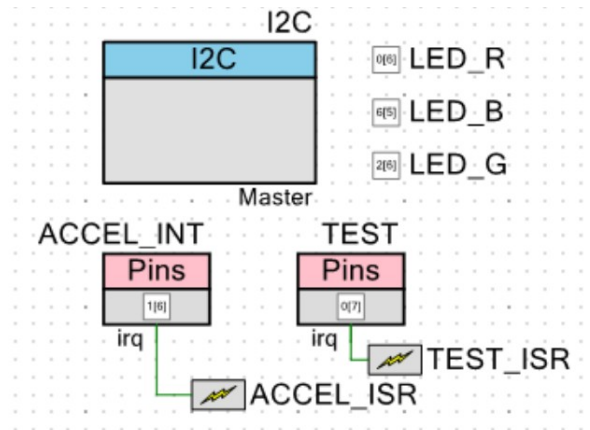 I2C
I2C
Master
0[6] LED_R
6[5] LED_B
2[6] LED_G
ACCEL_INT
Pins
1[6]
irq
ACCEL_ISR
TEST
Pins
0[7]
irq
TEST_ISR